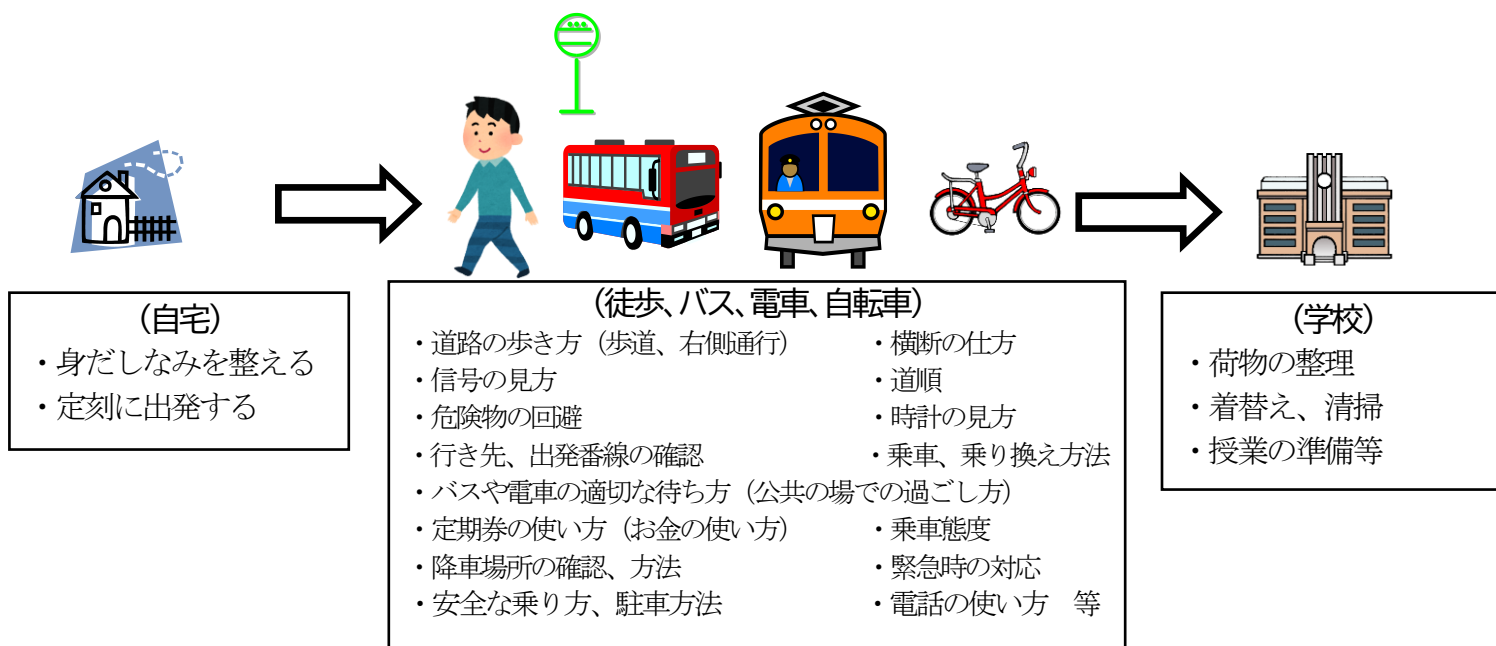 (自宅)
・身だしなみを整える
・定刻に出発する
(徒歩、バス、電車、自転車)
・道路の歩き方(歩道、右側通行) ・横断の仕方
・信号の見方 ・道順
・危険物の回避 ・時計の見方
・行き先、出発番線の確認 ・乗車、乗り換え方法
・バスや電車の適切な待ち方(公共の場での過ごし方)
・定期券の使い方(お金の使い方) ・乗車態度
・降車場所の確認、方法 ・緊急時の対応
・安全な乗り方、駐車方法 ・電話の使い方 等
(学校)
・荷物の整理
・着替え、清掃
・授業の準備等